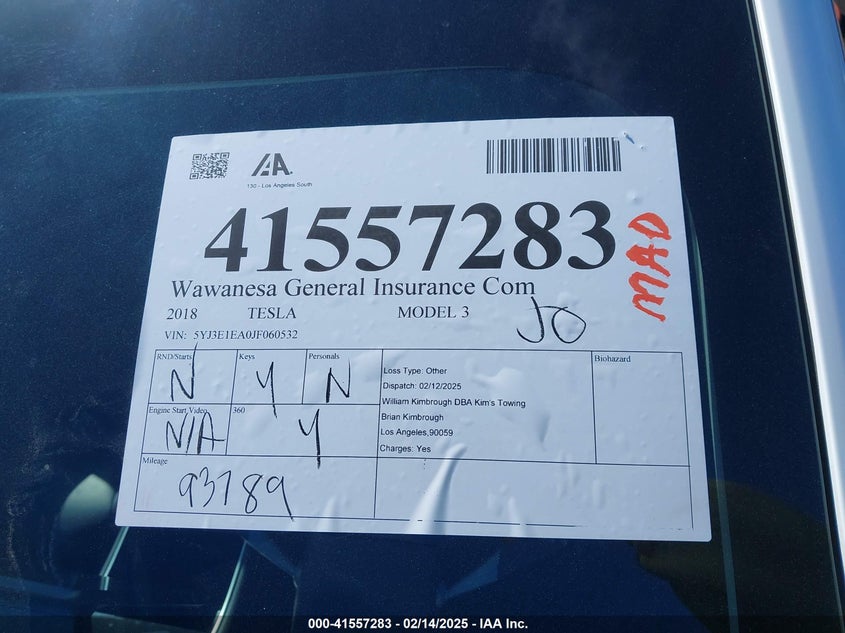 IAA
130 - Los Angeles South
41557283
MAD
Wawanesa General Insurance Com
2018 TESLA MODEL 3
JO
VIN: 5YJ3E1EA0JF060532
RND/Starts Keys Personals
N Y N
Engine Start Video 360
N/A Y
Mileage
93789
Loss Type: Other
Dispatch: 02/12/2025
William Kimbrough DBA Kim's Towing
Brian Kimbrough
Los Angeles,90059
Charges: Yes
Biohazard
000-41557283 - 02/14/2025 - IAA Inc.